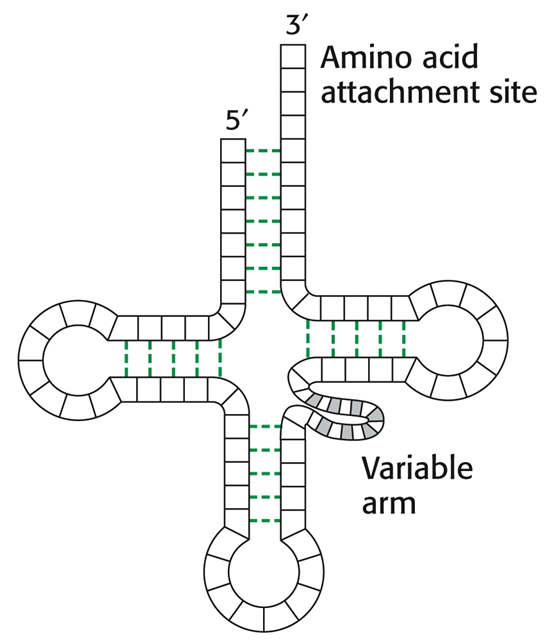 3′
Amino acid
attachment site
5′
Variable
arm